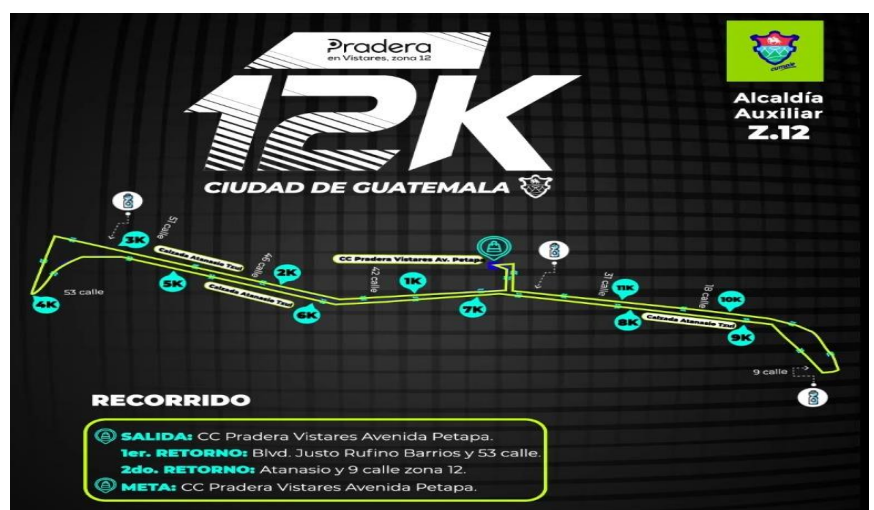 Pradera
en Vistares, zona 12
12K
CIUDAD DE GUATEMALA
cumple
Alcaldía
Auxiliar
Z.12
51 calle
3K
Calzada Atanasio Tzul
46 calle
2K
CC Pradera Vistares Av. Petapa
42 calle
1K
31 calle
11K
18 calle
10K
4K
53 calle
5K
Calzada Atanasio Tzul
6K
7K
8K
Calzada Atanasio Tzul
9K
9 calle
RECORRIDO
SALIDA: CC Pradera Vistares Avenida Petapa.
1er. RETORNO: Blvd. Justo Rufino Barrios y 53 calle.
2do. RETORNO: Atanasio y 9 calle zona 12.
META: CC Pradera Vistares Avenida Petapa.